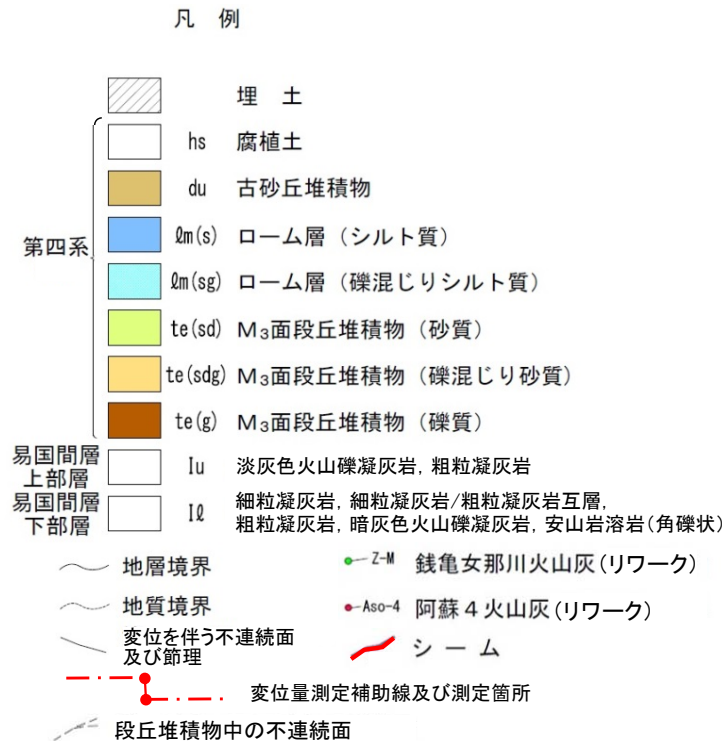 凡 例
埋 土
hs 腐植土
du 古砂丘堆積物
第四系
ℓm(s) ローム層（シルト質）
ℓm(sg) ローム層（礫混じりシルト質）
te(sd) M₃面段丘堆積物（砂質）
te(sdg) M₃面段丘堆積物（礫混じり砂質）
te(g) M₃面段丘堆積物（礫質）
易国間層
上部層
Iu 淡灰色火山礫凝灰岩, 粗粒凝灰岩
易国間層
下部層
Iℓ 細粒凝灰岩, 細粒凝灰岩/粗粒凝灰岩互層,
粗粒凝灰岩, 暗灰色火山礫凝灰岩, 安山岩溶岩(角礫状)
地層境界
Z-M 銭亀女那川火山灰(リワーク)
地質境界
Aso-4 阿蘇４火山灰(リワーク)
変位を伴う不連続面
及び節理
シ ー ム
変位量測定補助線及び測定箇所
段丘堆積物中の不連続面